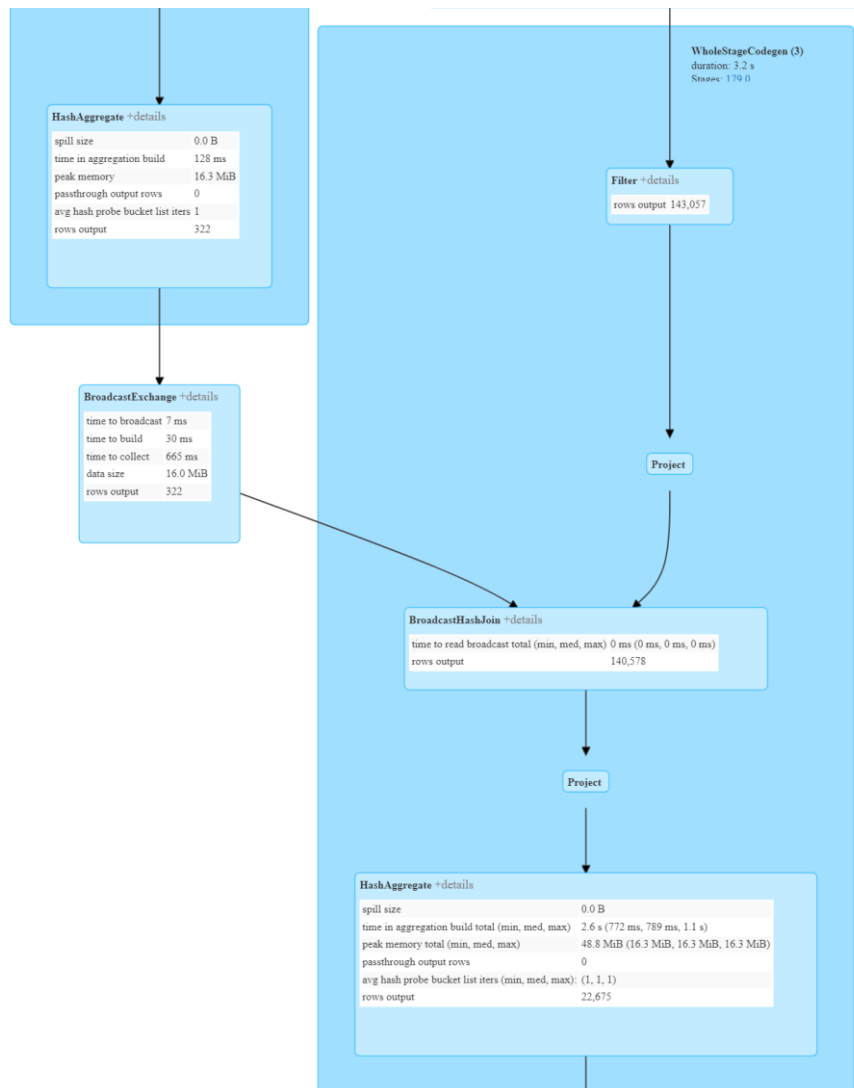 WholeStageCodegen (3)
duration: 3.2 s
Stages: 179.0
HashAggregate +details
spill size 0.0 B
time in aggregation build 128 ms
peak memory 16.3 MiB
passthrough output rows 0
avg hash probe bucket list iters 1
rows output 322
Filter +details
rows output 143,057
BroadcastExchange +details
time to broadcast 7 ms
time to build 30 ms
time to collect 665 ms
data size 16.0 MiB
rows output 322
Project
BroadcastHashJoin +details
time to read broadcast total (min, med, max) 0 ms (0 ms, 0 ms, 0 ms)
rows output 140,578
Project
HashAggregate +details
spill size 0.0 B
time in aggregation build total (min, med, max) 2.6 s (772 ms, 789 ms, 1.1 s)
peak memory total (min, med, max) 48.8 MiB (16.3 MiB, 16.3 MiB, 16.3 MiB)
passthrough output rows 0
avg hash probe bucket list iters (min, med, max): (1, 1, 1)
rows output 22,675